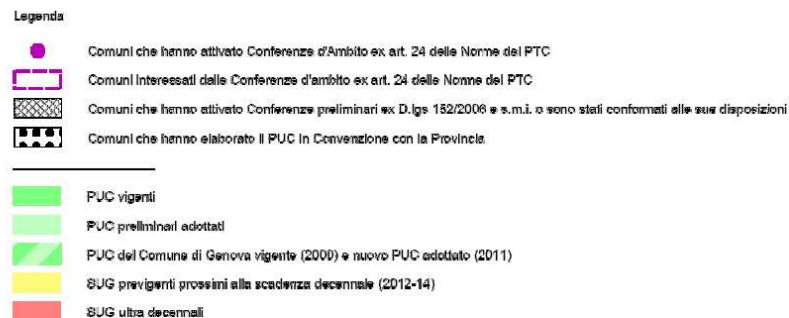 Legenda
Comuni che hanno attivato Conferenze d'Ambito ex art. 24 delle Norme del PTC
Comuni interessati dalle Conferenze d'ambito ex art. 24 delle Norme del PTC
Comuni che hanno attivato Conferenze preliminari ex D.lgs 152/2006 e s.m.i. o sono stati conformati alle sue disposizioni
Comuni che hanno elaborato il PUC in Convenzione con la Provincia
PUC vigenti
PUC preliminari adottati
PUC del Comune di Genova vigente (2000) e nuovo PUC adottato (2011)
SUG previgenti prossimi alla scadenza decennale (2012-14)
SUG ultra decennali